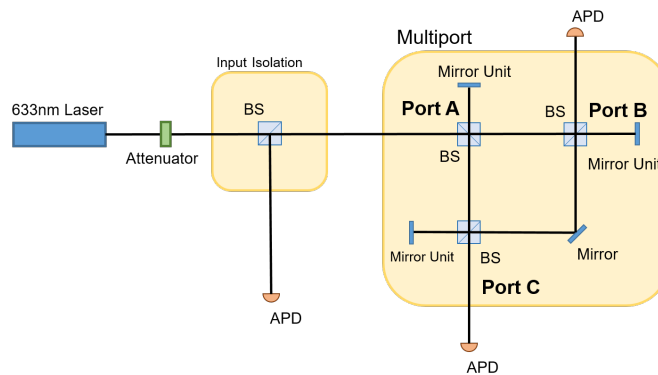 APD
Multiport
Input Isolation
Mirror Unit
633nm Laser
BS
Port A
BS
Port B
Attenuator
BS
Mirror Unit
Mirror Unit
BS
Mirror
Port C
APD
APD